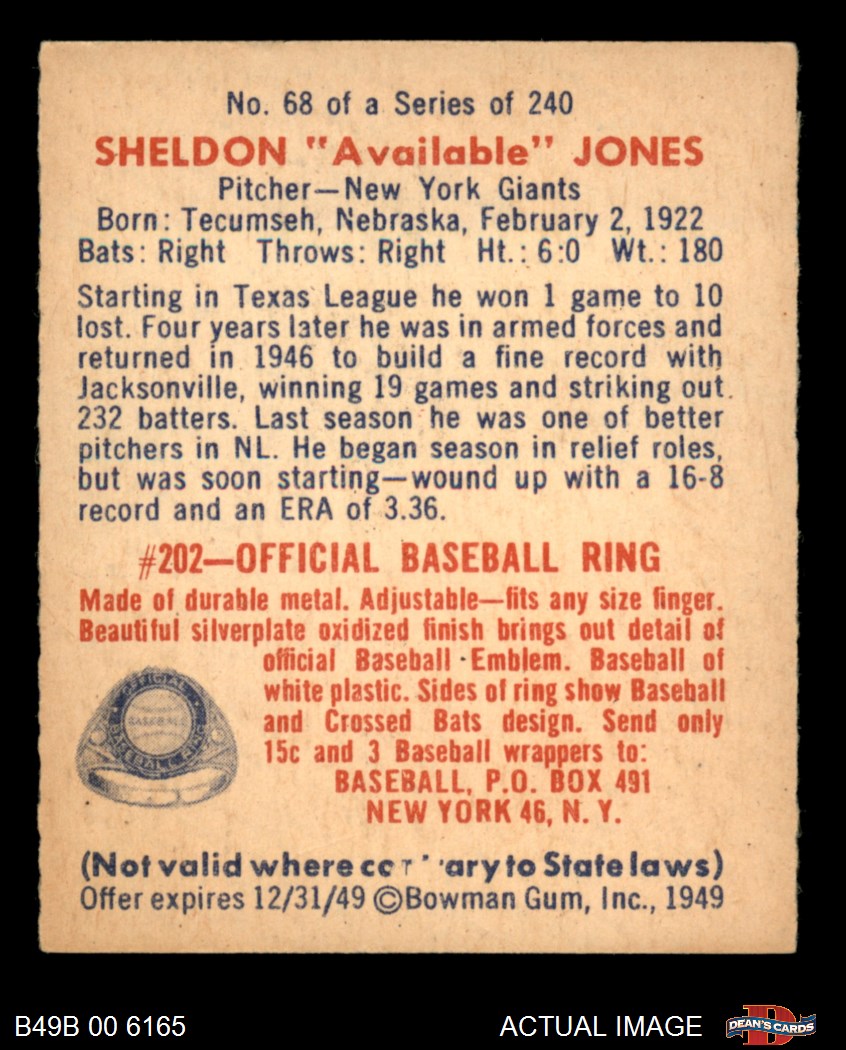 No. 68 of a Series of 240
SHELDON "Available" JONES
Pitcher—New York Giants
Born: Tecumseh, Nebraska, February 2, 1922
Bats: Right Throws: Right Ht.: 6:0 Wt.: 180
Starting in Texas League he won 1 game to 10
lost. Four years later he was in armed forces and
returned in 1946 to build a fine record with
Jacksonville, winning 19 games and striking out
232 batters. Last season he was one of better
pitchers in NL. He began season in relief roles,
but was soon starting—wound up with a 16-8
record and an ERA of 3.36.
#202—OFFICIAL BASEBALL RING
Made of durable metal. Adjustable—fits any size finger.
Beautiful silverplate oxidized finish brings out detail of
official Baseball Emblem. Baseball of
white plastic. Sides of ring show Baseball
and Crossed Bats design. Send only
15c and 3 Baseball wrappers to:
BASEBALL, P.O. BOX 491
NEW YORK 46, N. Y.
OFFICIAL
BASEBALL
BASEBALL RING
(Not valid where to State laws)
Offer expires 12/31/49 ©Bowman Gum, Inc., 1949
B49B 00 6165
ACTUAL IMAGE
DEAN'S CARDS